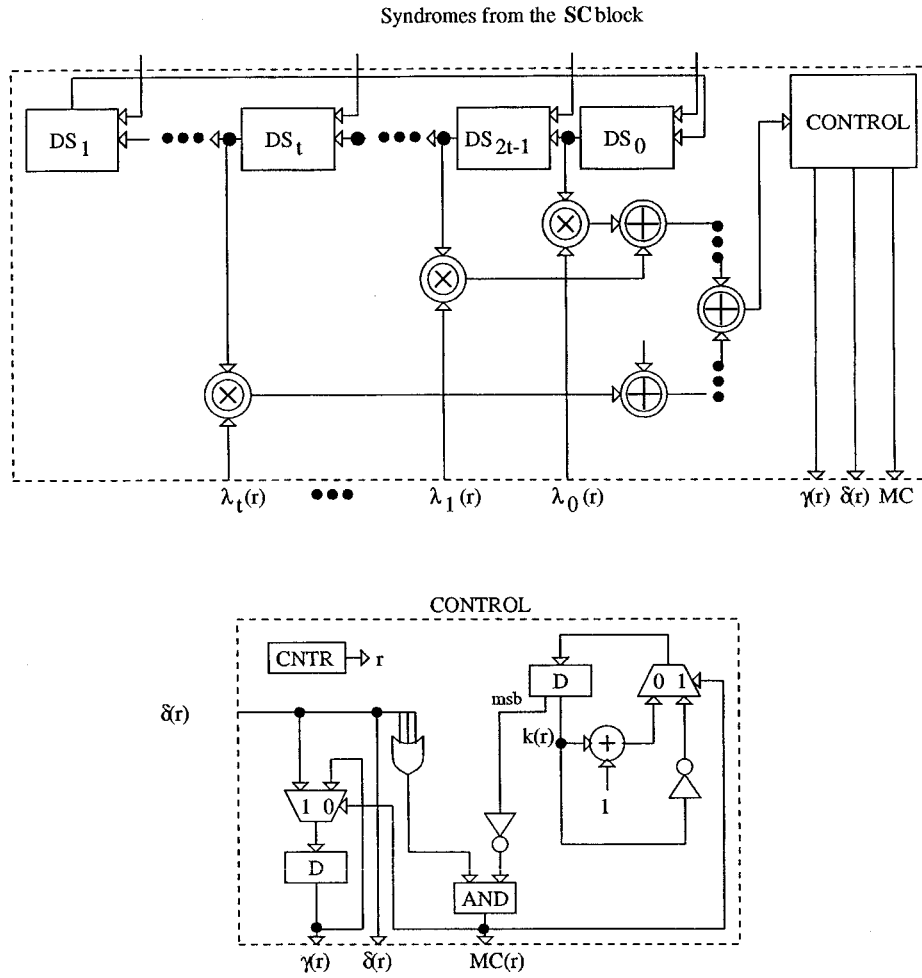 Syndromes from the SC block
DS1 DSt DS2t-1 DS0 CONTROL
λt(r) λ1(r) λ0(r) γ(r) δ(r) MC
CONTROL
CNTR r D 0 1
msb
δ(r) k(r) +
1 0 1
D AND
γ(r) δ(r) MC(r)